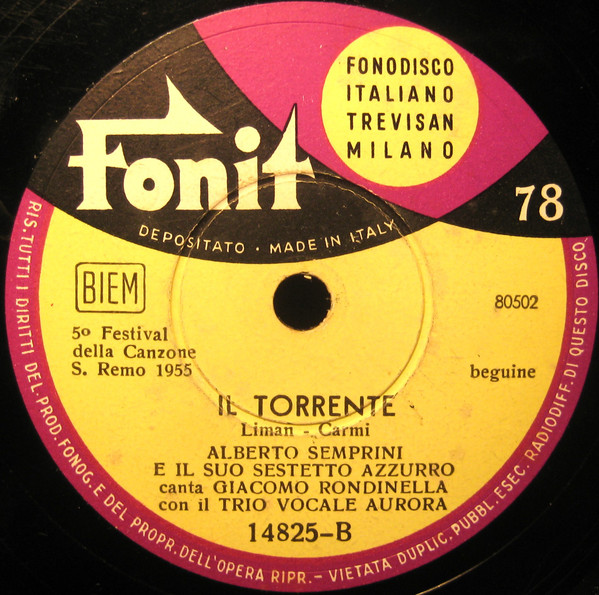 FONODISCO
ITALIANO
TREVISAN
MILANO
Fonit
78
DEPOSITATO · MADE IN ITALY
BIEM
80502
5º Festival
della Canzone
S. Remo 1955
beguine
IL TORRENTE
Liman - Carmi
ALBERTO SEMPRINI
E IL SUO SESTETTO AZZURRO
canta GIACOMO RONDINELLA
con il TRIO VOCALE AURORA
14825-B
RIS. TUTTI I DIRITTI DEL. PROD. FONOG. E DEL PROPR. DELL'OPERA RIPR. - VIETATA DUPLIC. PUBBL. ESEC. RADIODIFF. DI QUESTO DISCO